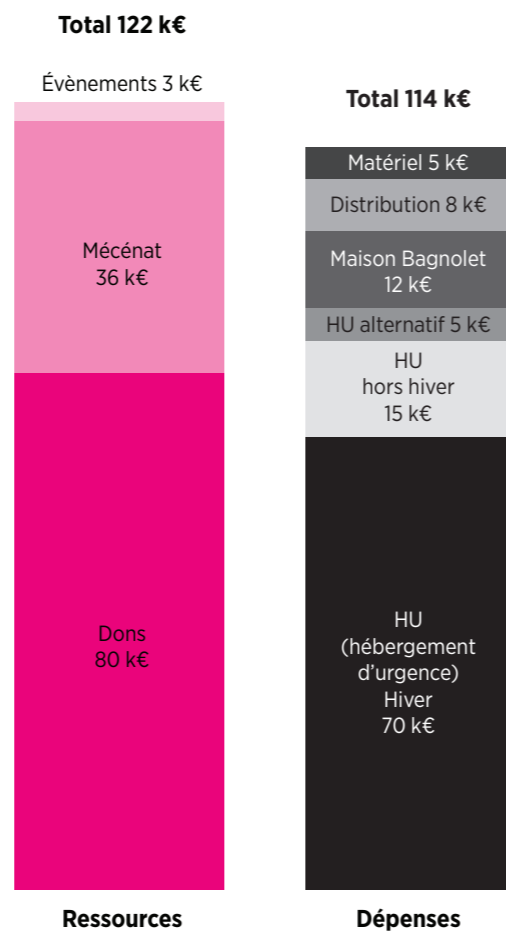 Total 122 k€
Évènements 3 k€
Mécénat
36 k€
Dons
80 k€
Ressources
Total 114 k€
Matériel 5 k€
Distribution 8 k€
Maison Bagnolet
12 k€
HU alternatif 5 k€
HU
hors hiver
15 k€
HU
(hébergement
d’urgence)
Hiver
70 k€
Dépenses